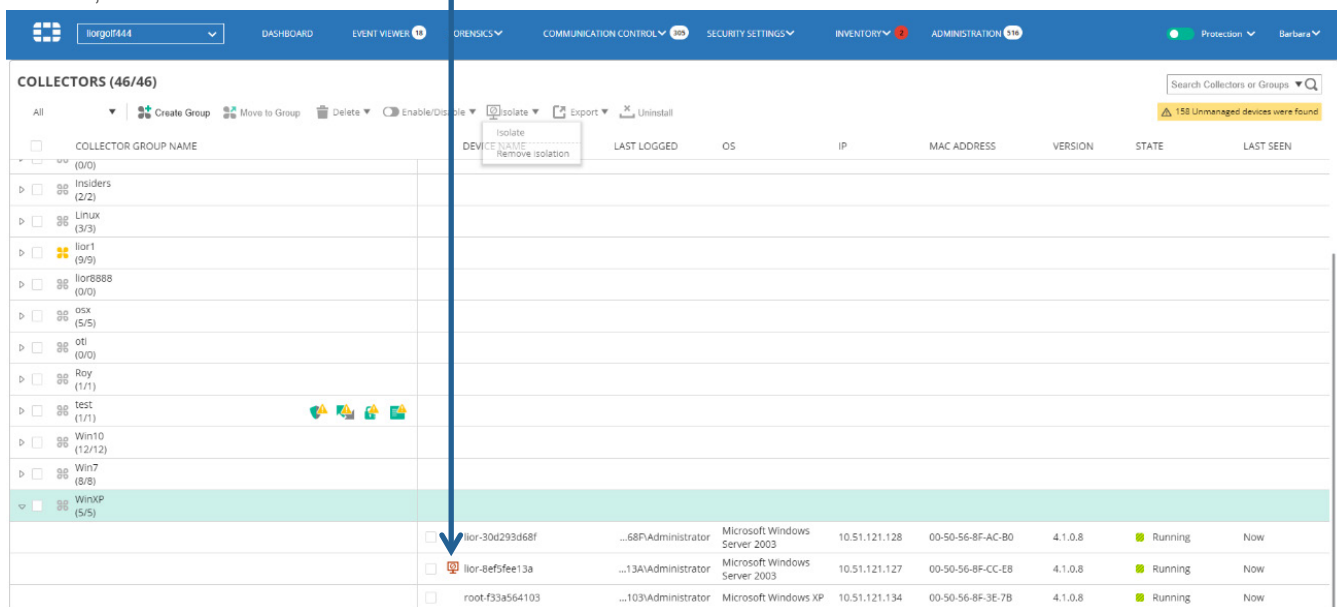 liorgolf444 DASHBOARD EVENT VIEWER 18 ORENSICS COMMUNICATION CONTROL 305 SECURITY SETTINGS INVENTORY 2 ADMINISTRATION 516 Protection Barbara
COLLECTORS (46/46) Search Collectors or Groups
All Create Group Move to Group Delete Enable/Disable Isolate Export Uninstall 158 Unmanaged devices were found
Isolate
COLLECTOR GROUP NAME DEVICE NAME LAST LOGGED OS IP MAC ADDRESS VERSION STATE LAST SEEN
Remove isolation
(0/0)
Insiders
(2/2)
Linux
(3/3)
lior1
(9/9)
lior8888
(0/0)
osx
(5/5)
oti
(0/0)
Roy
(1/1)
test
(1/1)
Win10
(12/12)
Win7
(8/8)
WinXP
(5/5)
lior-30d293d68f ...68F\Administrator Microsoft Windows Server 2003 10.51.121.128 00-50-56-8F-AC-B0 4.1.0.8 Running Now
lior-8ef5fee13a ...13A\Administrator Microsoft Windows Server 2003 10.51.121.127 00-50-56-8F-CC-E8 4.1.0.8 Running Now
root-f33a564103 ...103\Administrator Microsoft Windows XP 10.51.121.134 00-50-56-8F-3E-7B 4.1.0.8 Running Now